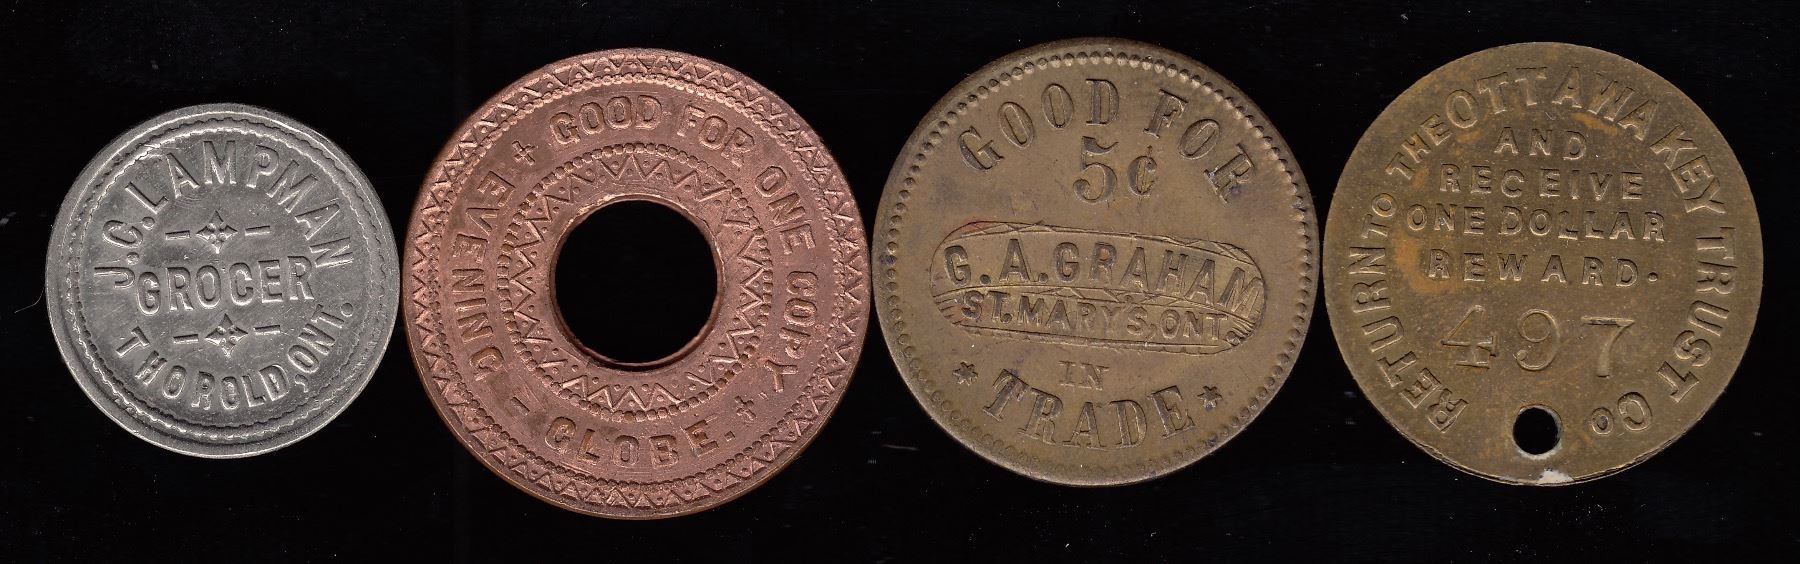 J.C. LAMPMAN
GROCER
THOROLD, ONT.
+ GOOD FOR ONE COPY +
EVENING - GLOBE.
GOOD FOR
5¢
G. A. GRAHAM
ST. MARY'S, ONT.
IN
* TRADE *
RETURN TO THE OTTAWA KEY TRUST CO
AND
RECEIVE
ONE DOLLAR
REWARD.
497